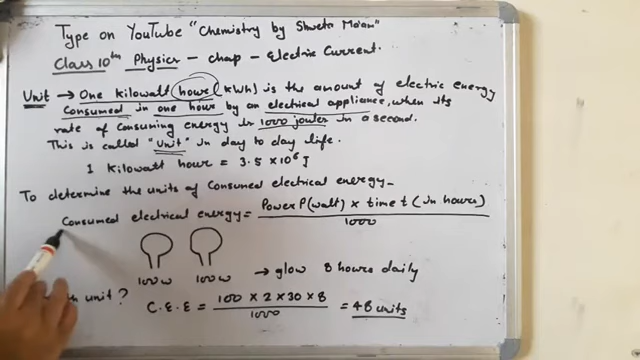 Type on YouTube "Chemistry by Shweta Ma'am"
Class 10th Physics - chap - Electric Current.
Unit → One kilowatt hour (kWh) is the amount of electric energy
Consumed in one hour by an electrical appliance, when its
rate of consuming energy is 1000 joules in a second.
This is called "unit" in day to day life.
1 kilowatt hour = 3.5 × 10⁶ J
To determine the units of consumed electrical energy-
Consumed electrical energy = Power P (watt) × time t (in hours) / 1000
100w 100w → glow 8 hours daily
unit? C.E.E = 100 × 2 × 30 × 8 / 1000 = 48 units